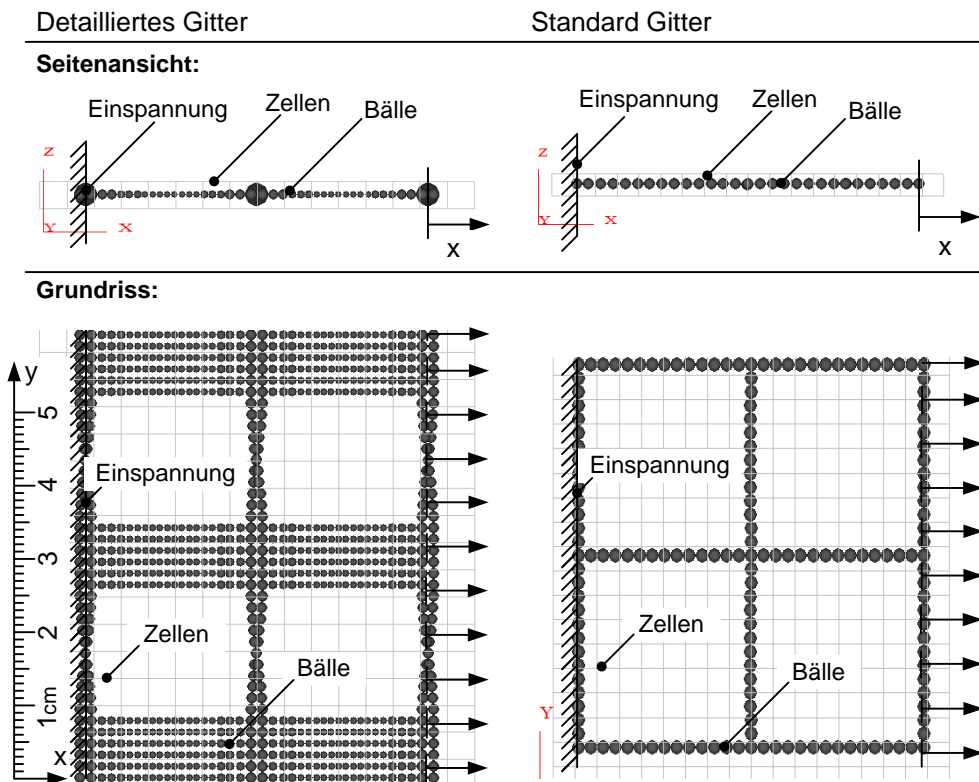 Detailliertes Gitter
Standard Gitter
Seitenansicht:
Einspannung
Zellen
Bälle
Einspannung
Zellen
Bälle
Z
Y
X
x
Z
Y
X
x
Grundriss:
y
5
4
3
2
1cm
x
Einspannung
Zellen
Bälle
Einspannung
Zellen
Bälle
Y